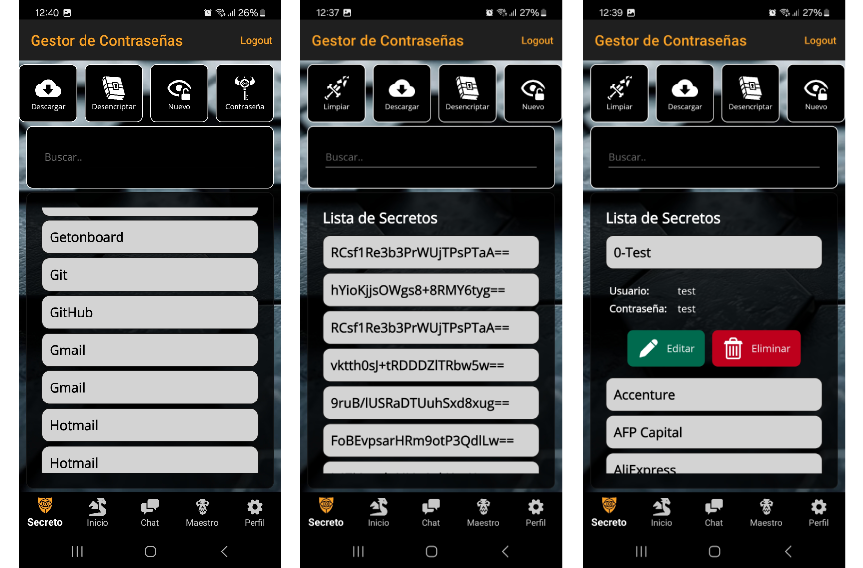 12:40
26%
Gestor de Contraseñas
Logout
Descargar
Desencriptar
Nuevo
Contraseña
Buscar..
Getonboard
Git
GitHub
Gmail
Gmail
Hotmail
Hotmail
Secreto
Inicio
Chat
Maestro
Perfil
12:37
27%
Gestor de Contraseñas
Logout
Limpiar
Descargar
Desencriptar
Nuevo
Buscar..
Lista de Secretos
RCsf1Re3b3PrWUjTPsPTaA==
hYioKjjsOWgs8+8RMY6tyg==
RCsf1Re3b3PrWUjTPsPTaA==
vktth0sJ+tRDDDZlTRbw5w==
9ruB/lUSRaDTUuhSxd8xug==
FoBEvpsarHRm9otP3QdlLw==
Secreto
Inicio
Chat
Maestro
Perfil
12:39
27%
Gestor de Contraseñas
Logout
Limpiar
Descargar
Desencriptar
Nuevo
Buscar..
Lista de Secretos
0-Test
Usuario: test
Contraseña: test
Editar
Eliminar
Accenture
AFP Capital
AliExpress
Secreto
Inicio
Chat
Maestro
Perfil